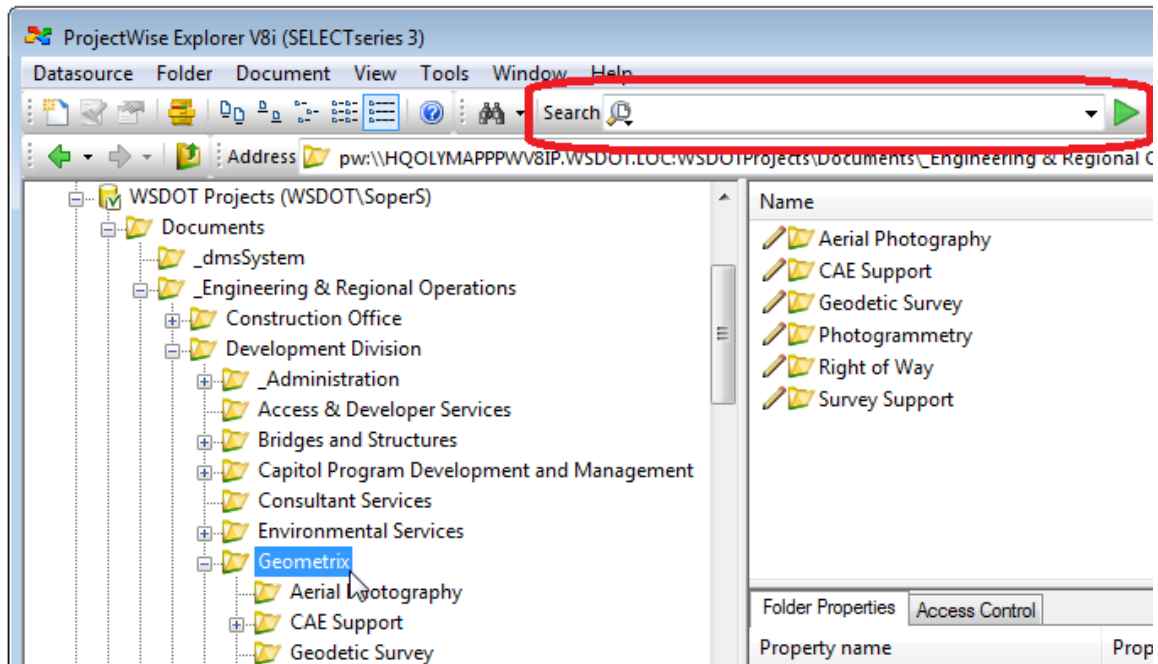 ProjectWise Explorer V8i (SELECTseries 3)
Datasource Folder Document View Tools Window Help
Search
Address pw:\\HQOLYMAPPPWV8IP.WSDOT.LOC:WSDOTProjects\Documents\_Engineering & Regional O
WSDOT Projects (WSDOT\SoperS)
Documents
_dmsSystem
_Engineering & Regional Operations
Construction Office
Development Division
_Administration
Access & Developer Services
Bridges and Structures
Capitol Program Development and Management
Consultant Services
Environmental Services
Geometrix
Aerial Photography
CAE Support
Geodetic Survey
Name
Aerial Photography
CAE Support
Geodetic Survey
Photogrammetry
Right of Way
Survey Support
Folder Properties Access Control
Property name Prop